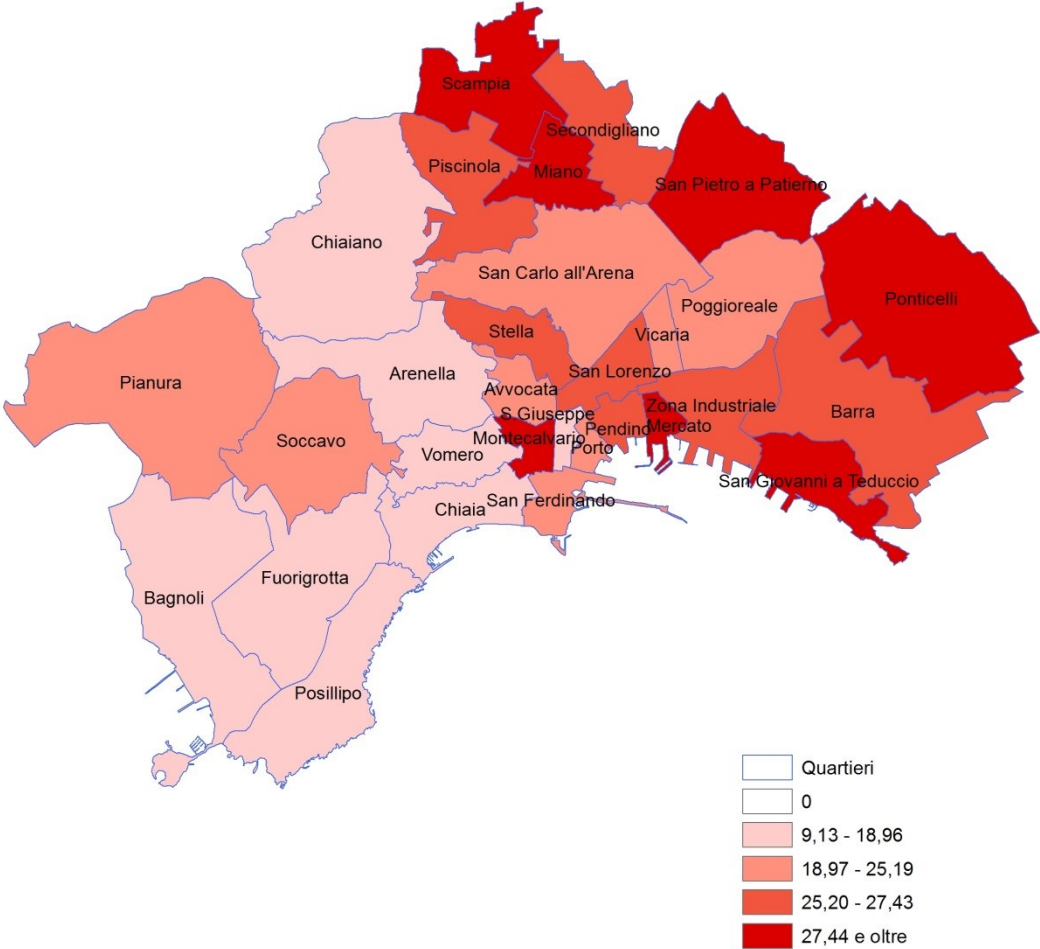 Scampia
Secondigliano
Piscinola
Miano
San Pietro a Patierno
Chiaiano
San Carlo all'Arena
Ponticelli
Poggioreale
Stella
Vicaria
Pianura
Arenella
San Lorenzo
Avvocata
Zona Industriale
Barra
S.Giuseppe
Mercato
Pendino
Soccavo
Montecalvario
Porto
Vomero
San Giovanni a Teduccio
San Ferdinando
Chiaia
Fuorigrotta
Bagnoli
Posillipo
Quartieri
0
9,13 - 18,96
18,97 - 25,19
25,20 - 27,43
27,44 e oltre